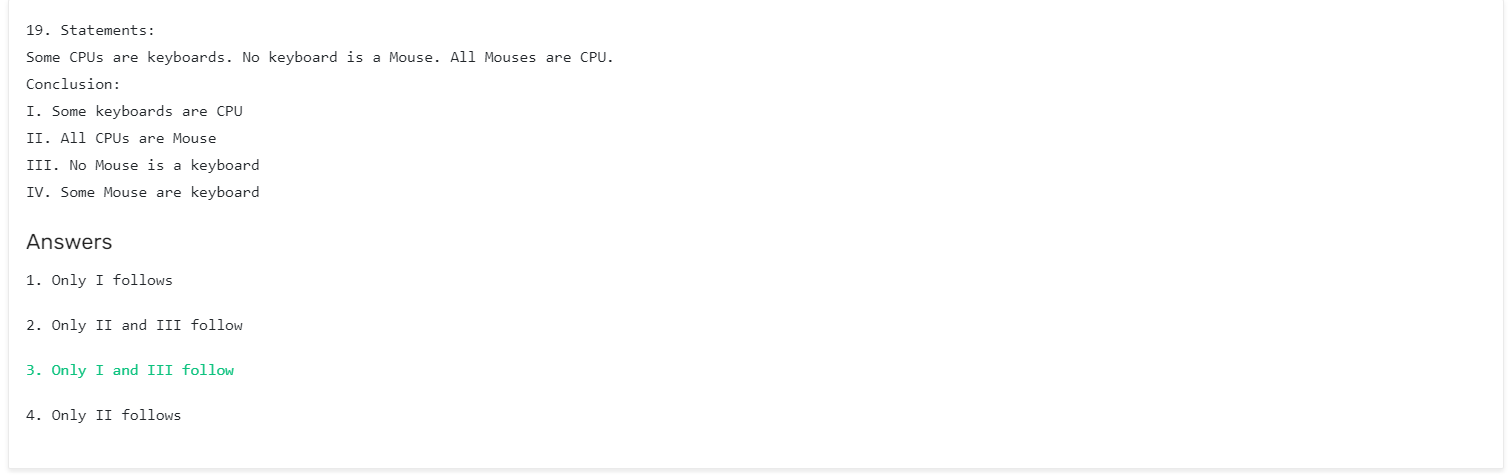 19. Statements:
Some CPUs are keyboards. No keyboard is a Mouse. All Mouses are CPU.
Conclusion:
I. Some keyboards are CPU
II. All CPUs are Mouse
III. No Mouse is a keyboard
IV. Some Mouse are keyboard
Answers
1. Only I follows
2. Only II and III follow
3. Only I and III follow
4. Only II follows